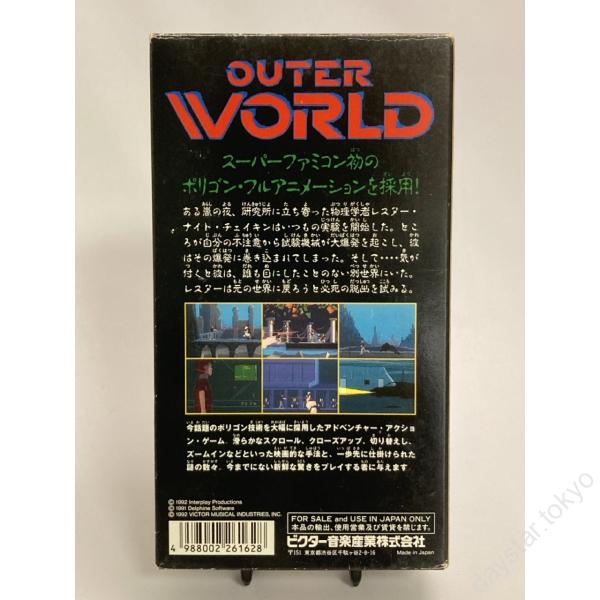 OUTER
WORLD
スーパーファミコン初の
ポリゴン・フルアニメーションを採用!
ある嵐の夜、研究所に立ち寄った物理学者レスター・
ナイト・チェイキンはいつもの実験を開始した。とこ
ろが自分の不注意から試験機械が大爆発を起こし、彼
はその爆発に巻き込まれてしまった。そして‥‥気が
付くと彼は、誰も目にしたことのない別世界にいた。
レスターは元の世界に戻ろうと必死の脱出を試みる。
今話題のポリゴン技術を大幅に採用したアドベンチャー・アクショ
ン・ゲーム。滑らかなスクロール、クローズアップ、切り替えし、
ズームインなどといった映画的な手法と、一歩先に仕掛けられた
謎の数々。今までにない新鮮な驚きをプレイする者に与えます。
©1992 Interplay Productions
©1991 Delphine Software
©1992 VICTOR MUSICAL INDUSTRIES, INC.
4 988002 261628
FOR SALE and USE IN JAPAN ONLY
本品の輸出、使用営業及び賃貸を禁じます。
ビクター音楽産業株式会社
〒151 東京都渋谷区千駄ヶ谷2-8-16
Made in Japan
daystar.tokyo